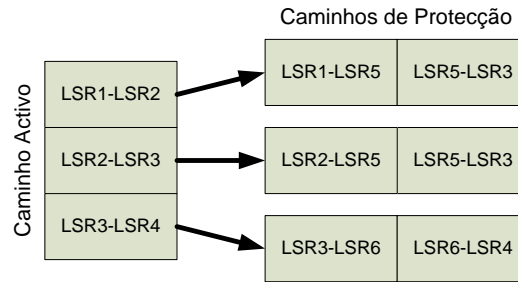 Caminhos de Protecção
Caminho Activo
LSR1-LSR2
LSR1-LSR5 LSR5-LSR3
LSR2-LSR3
LSR2-LSR5 LSR5-LSR3
LSR3-LSR4
LSR3-LSR6 LSR6-LSR4